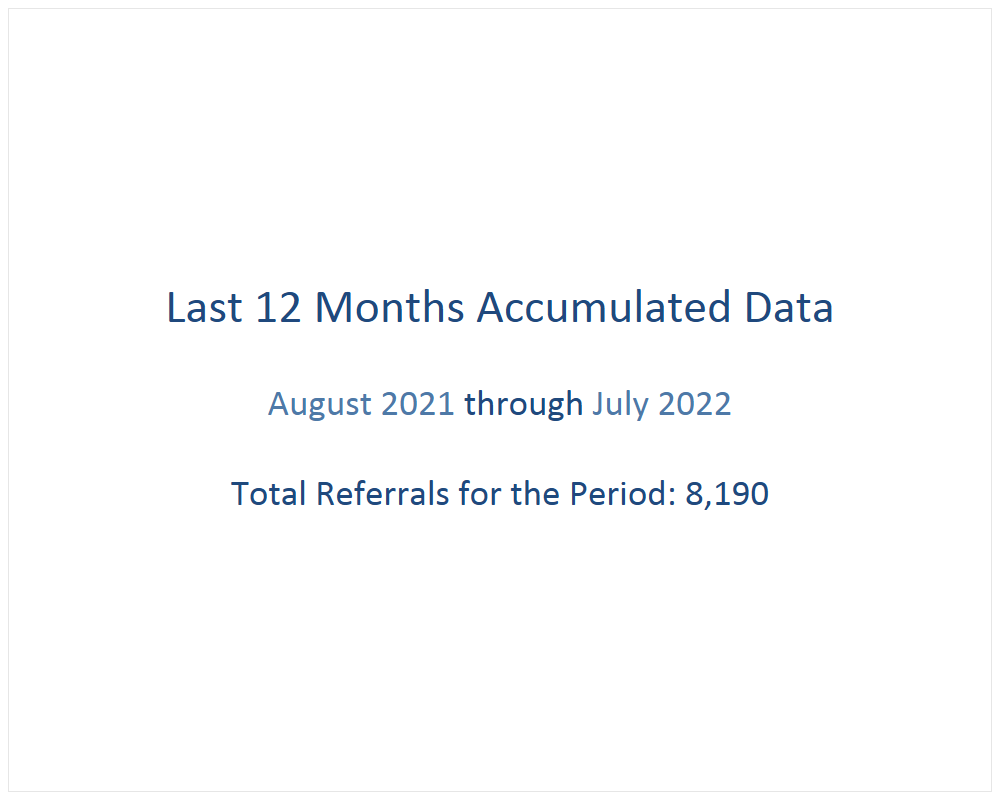 Last 12 Months Accumulated Data
August 2021 through July 2022
Total Referrals for the Period: 8,190